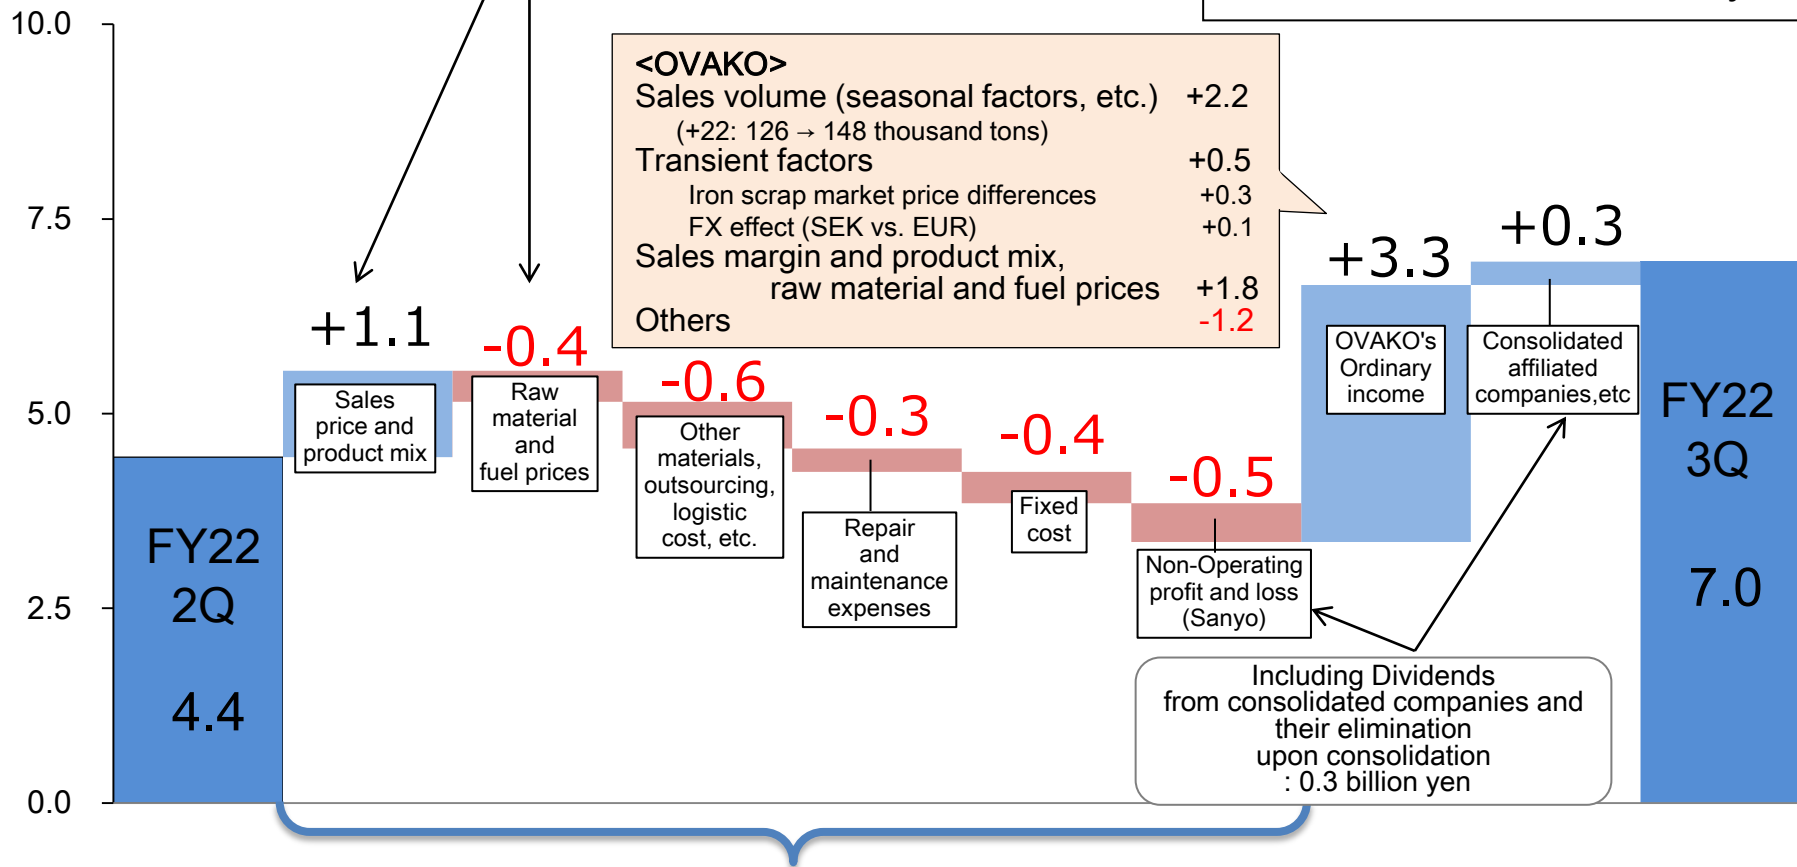 10.0
7.5
5.0
2.5
0.0
<OVAKO>
Sales volume (seasonal factors, etc.) +2.2
(+22: 126 → 148 thousand tons)
Transient factors +0.5
Iron scrap market price differences +0.3
FX effect (SEK vs. EUR) +0.1
Sales margin and product mix,
raw material and fuel prices +1.8
Others -1.2
FY22
2Q
4.4
+1.1
Sales
price and
product mix
-0.4
Raw
material
and
fuel prices
-0.6
Other
materials,
outsourcing,
logistic
cost, etc.
-0.3
Repair
and
maintenance
expenses
-0.4
Fixed
cost
-0.5
Non-Operating
profit and loss
(Sanyo)
+3.3
OVAKO's
Ordinary
income
+0.3
Consolidated
affiliated
companies,etc
FY22
3Q
7.0
Including Dividends
from consolidated companies and
their elimination
upon consolidation
: 0.3 billion yen